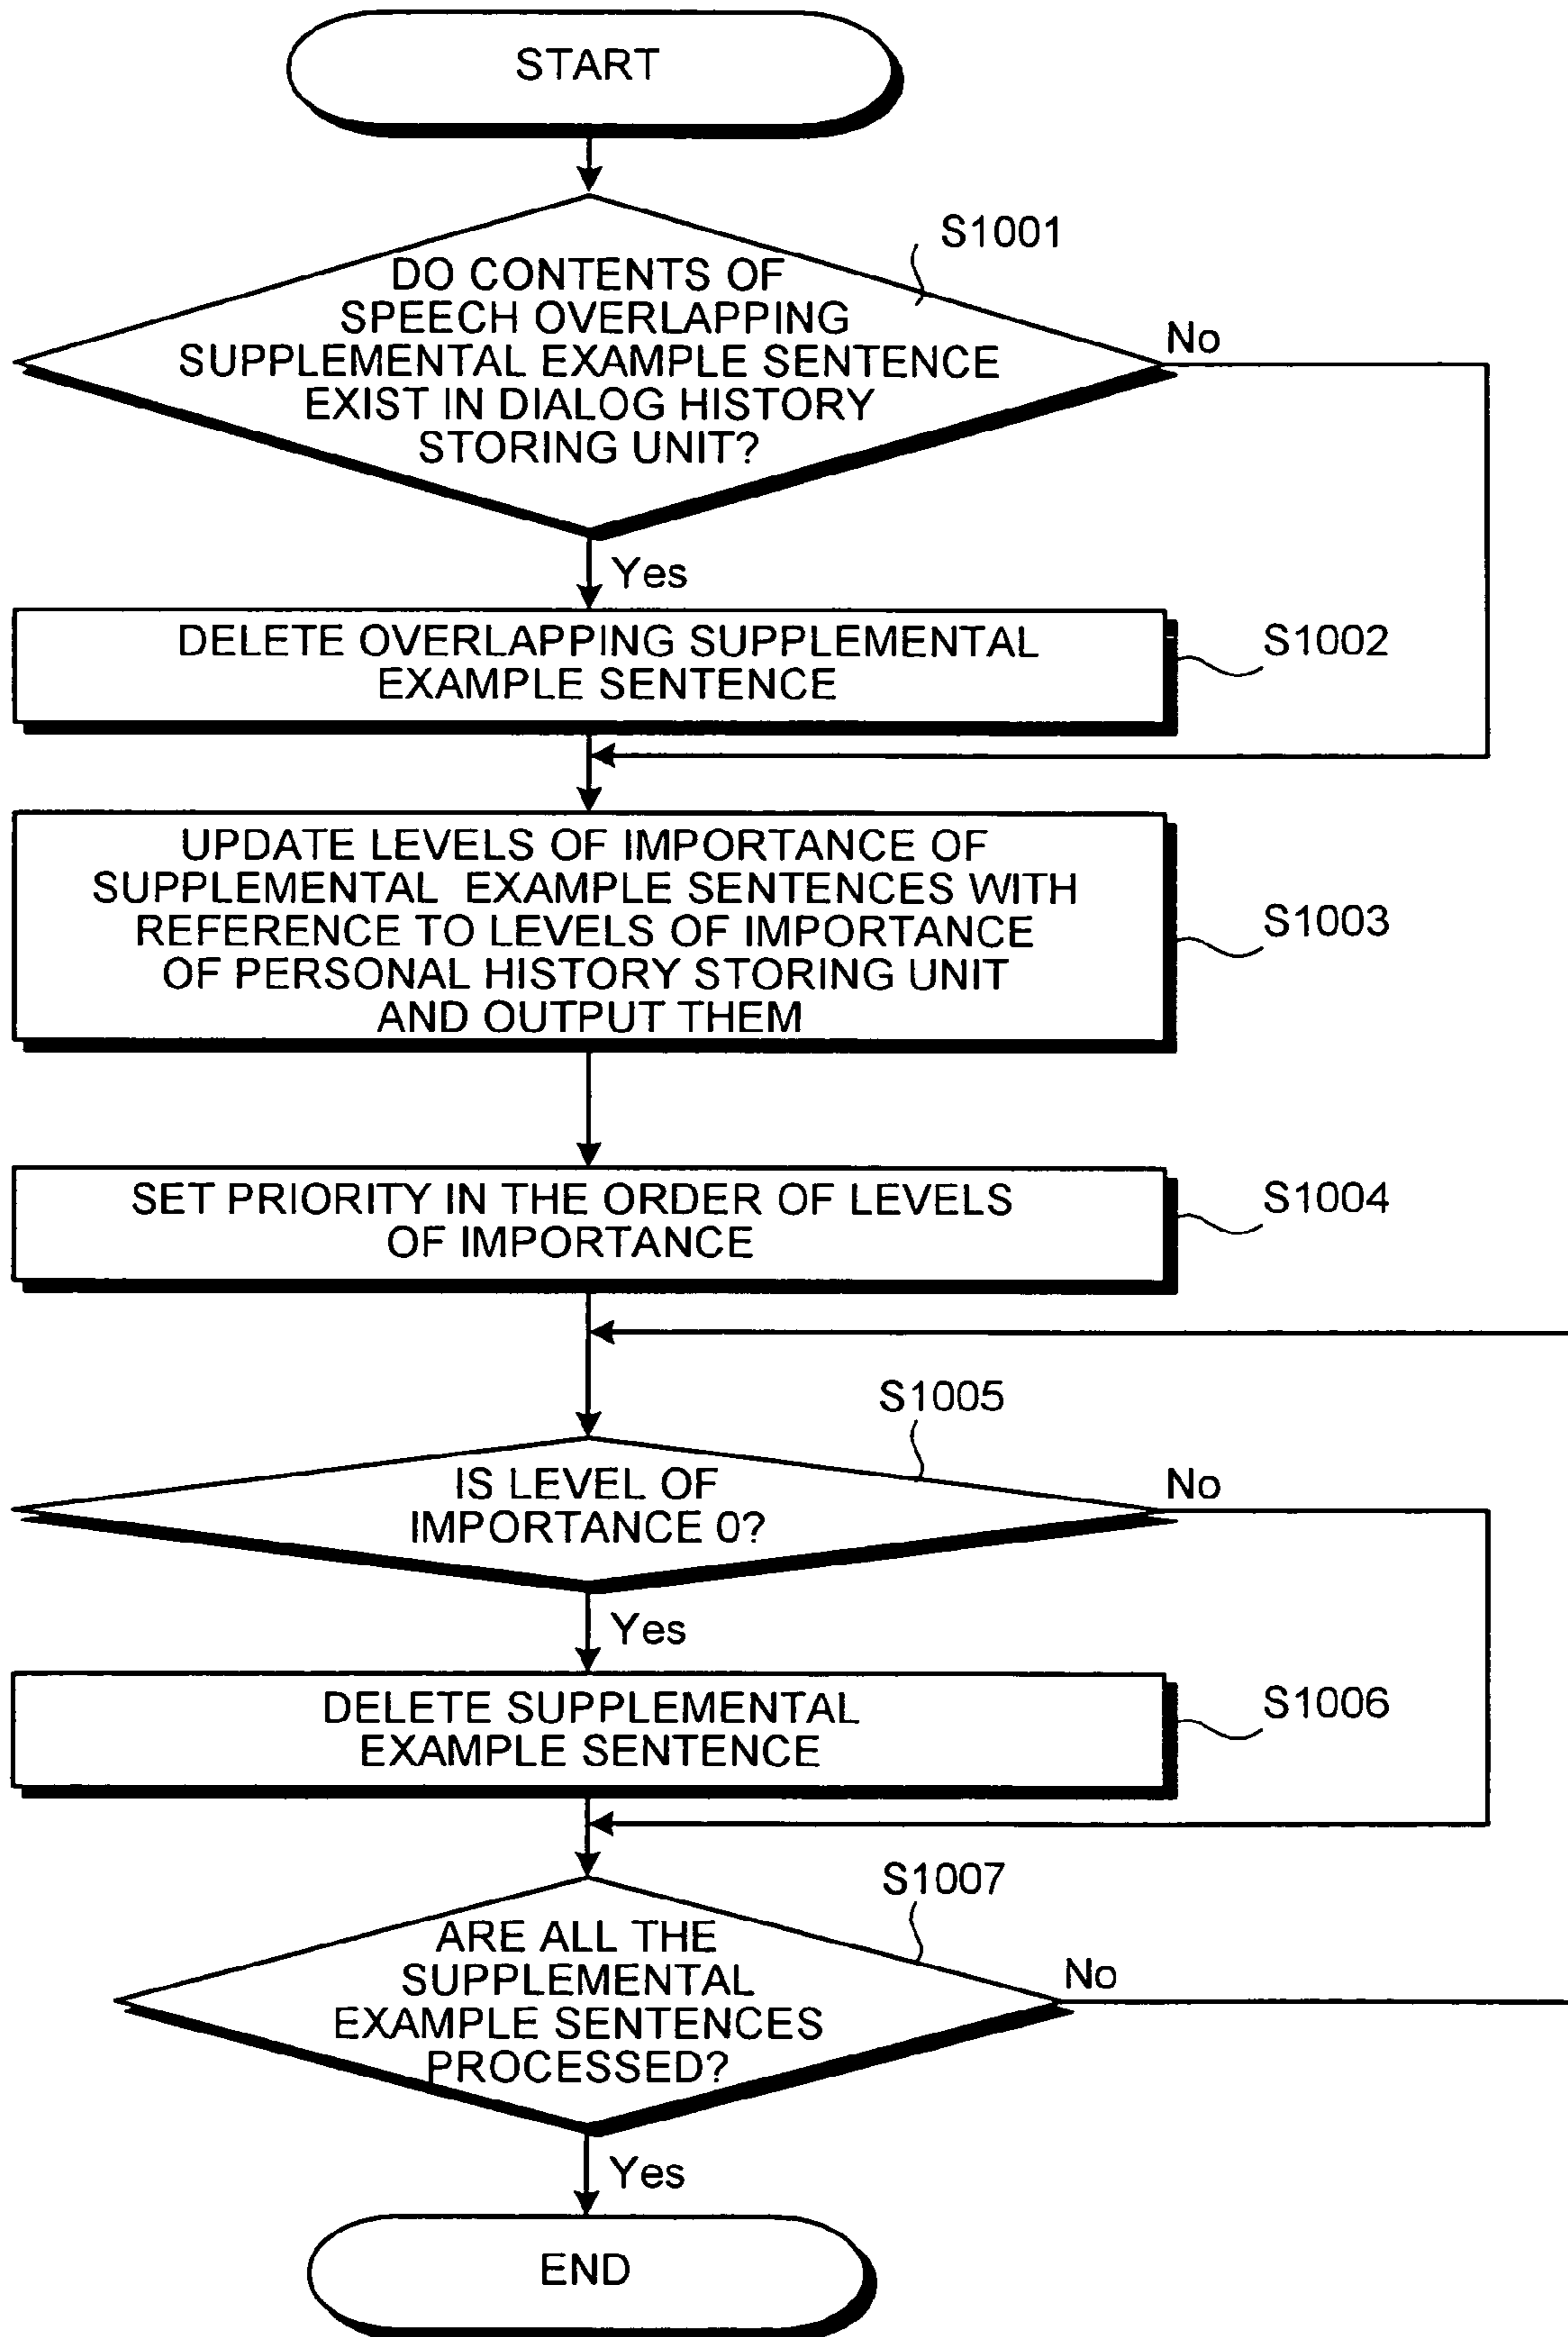 START
S1001
DO CONTENTS OF
SPEECH OVERLAPPING
SUPPLEMENTAL EXAMPLE SENTENCE
EXIST IN DIALOG HISTORY
STORING UNIT?
No
Yes
DELETE OVERLAPPING SUPPLEMENTAL
EXAMPLE SENTENCE
S1002
UPDATE LEVELS OF IMPORTANCE OF
SUPPLEMENTAL EXAMPLE SENTENCES WITH
REFERENCE TO LEVELS OF IMPORTANCE
OF PERSONAL HISTORY STORING UNIT
AND OUTPUT THEM
S1003
SET PRIORITY IN THE ORDER OF LEVELS
OF IMPORTANCE
S1004
S1005
IS LEVEL OF
IMPORTANCE 0?
No
Yes
DELETE SUPPLEMENTAL
EXAMPLE SENTENCE
S1006
S1007
ARE ALL THE
SUPPLEMENTAL
EXAMPLE SENTENCES
PROCESSED?
No
Yes
END